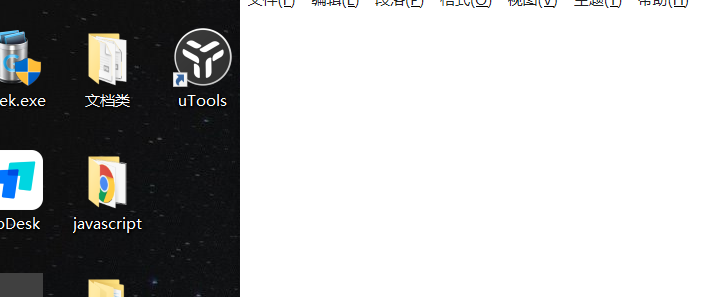 文件(F) 编辑(E) 段落(P) 格式(O) 视图(V) 主题(T) 帮助(H)
ek.exe
文档类
uTools
oDesk
javascript